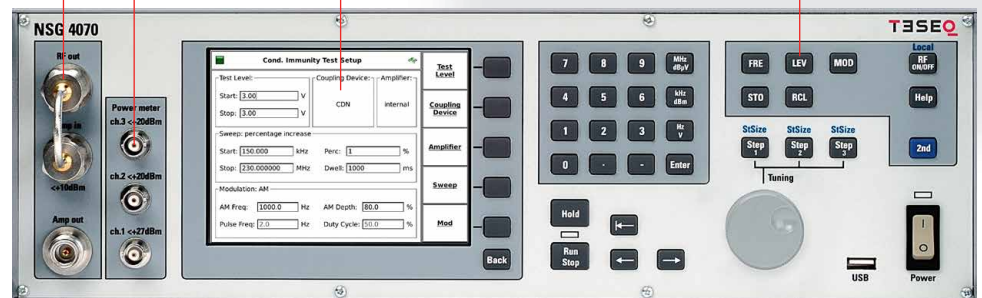 NSG 4070
TESEQ
RF out
Amp in
<+10dBm
Amp out
Power meter
ch.3 <+20dBm
ch.2 <+20dBm
ch.1 <+27dBm
Cond. Immunity Test Setup
Test Level:
Start: 3.00 V
Stop: 3.00 V
Coupling Device:
CDN
Amplifier:
internal
Sweep: percentage increase
Start: 150.000 kHz Perc: 1 %
Stop: 230.000000 MHz Dwell: 1000 ms
Modulation: AM
AM Freq: 1000.0 Hz AM Depth: 80.0 %
Pulse Freq: 2.0 Hz Duty Cycle: 50.0 %
Test
Level
Coupling
Device
Amplifier
Sweep
Mod
Back
7 8 9 MHz
dBµV
4 5 6 kHz
dBm
1 2 3 Hz
V
0 . - Enter
Hold
Run
Stop
FRE LEV MOD
STO RCL
Local
RF
ON/OFF
Help
2nd
StSize StSize StSize
Step Step Step
1 2 3
Tuning
USB
Power